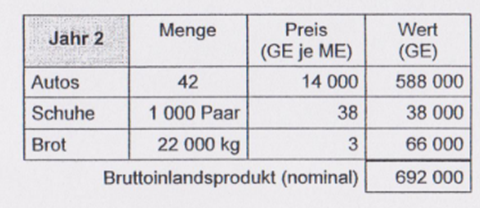 Jahr 2 Menge Preis (GE je ME) Wert (GE)
Autos 42 14 000 588 000
Schuhe 1 000 Paar 38 38 000
Brot 22 000 kg 3 66 000
Bruttoinlandsprodukt (nominal) 692 000